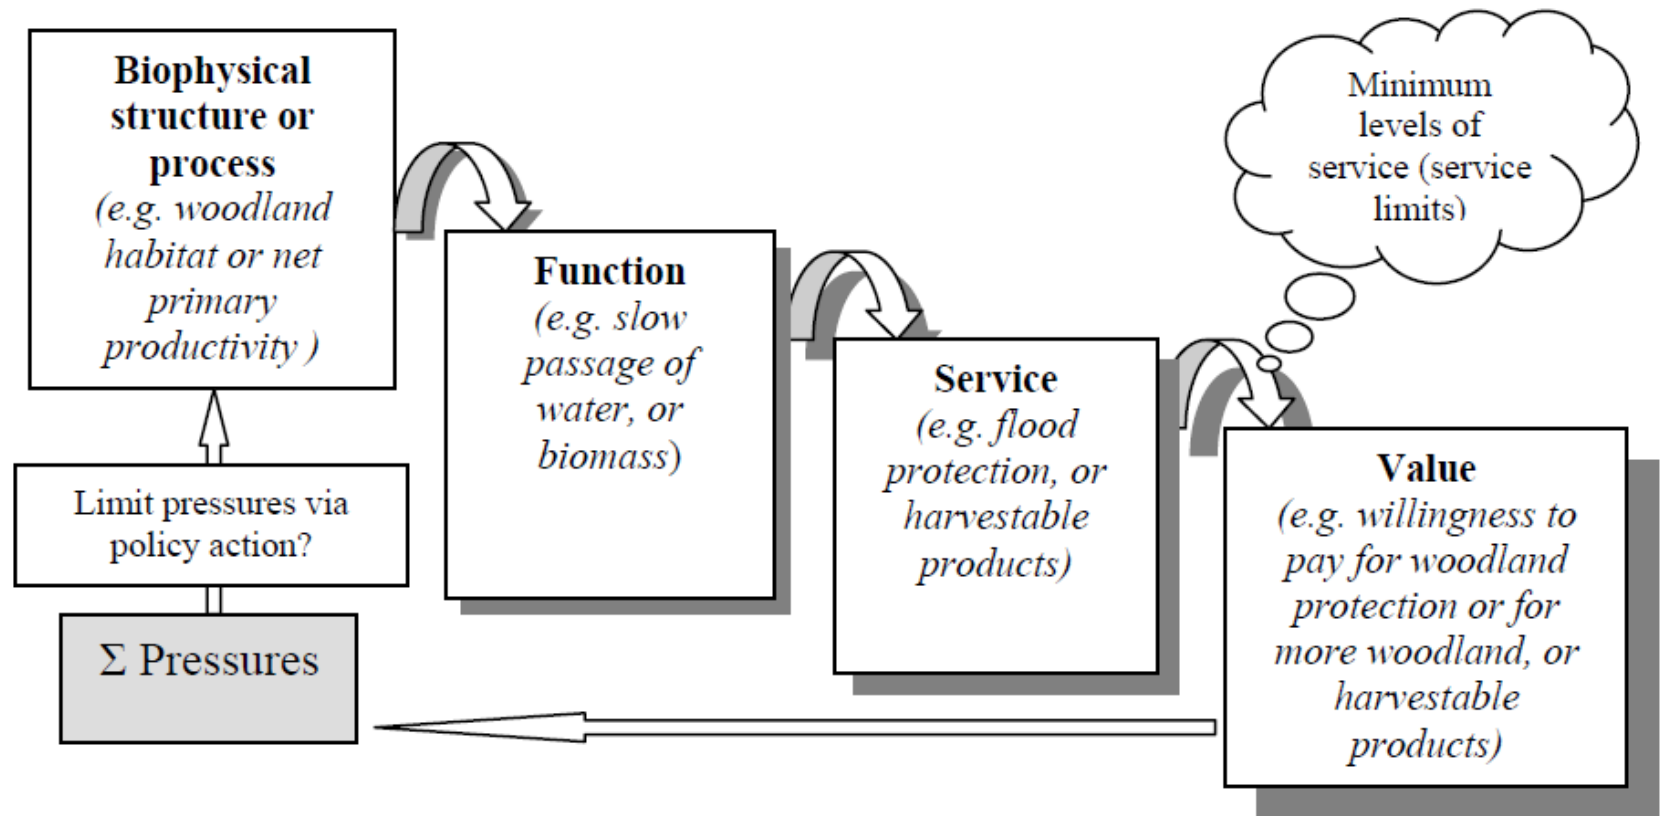 Biophysical
structure or
process
(e.g. woodland
habitat or net
primary
productivity )
Function
(e.g. slow
passage of
water, or
biomass)
Service
(e.g. flood
protection, or
harvestable
products)
Minimum
levels of
service (service
limits)
Value
(e.g. willingness to
pay for woodland
protection or for
more woodland, or
harvestable
products)
Limit pressures via
policy action?
Σ Pressures